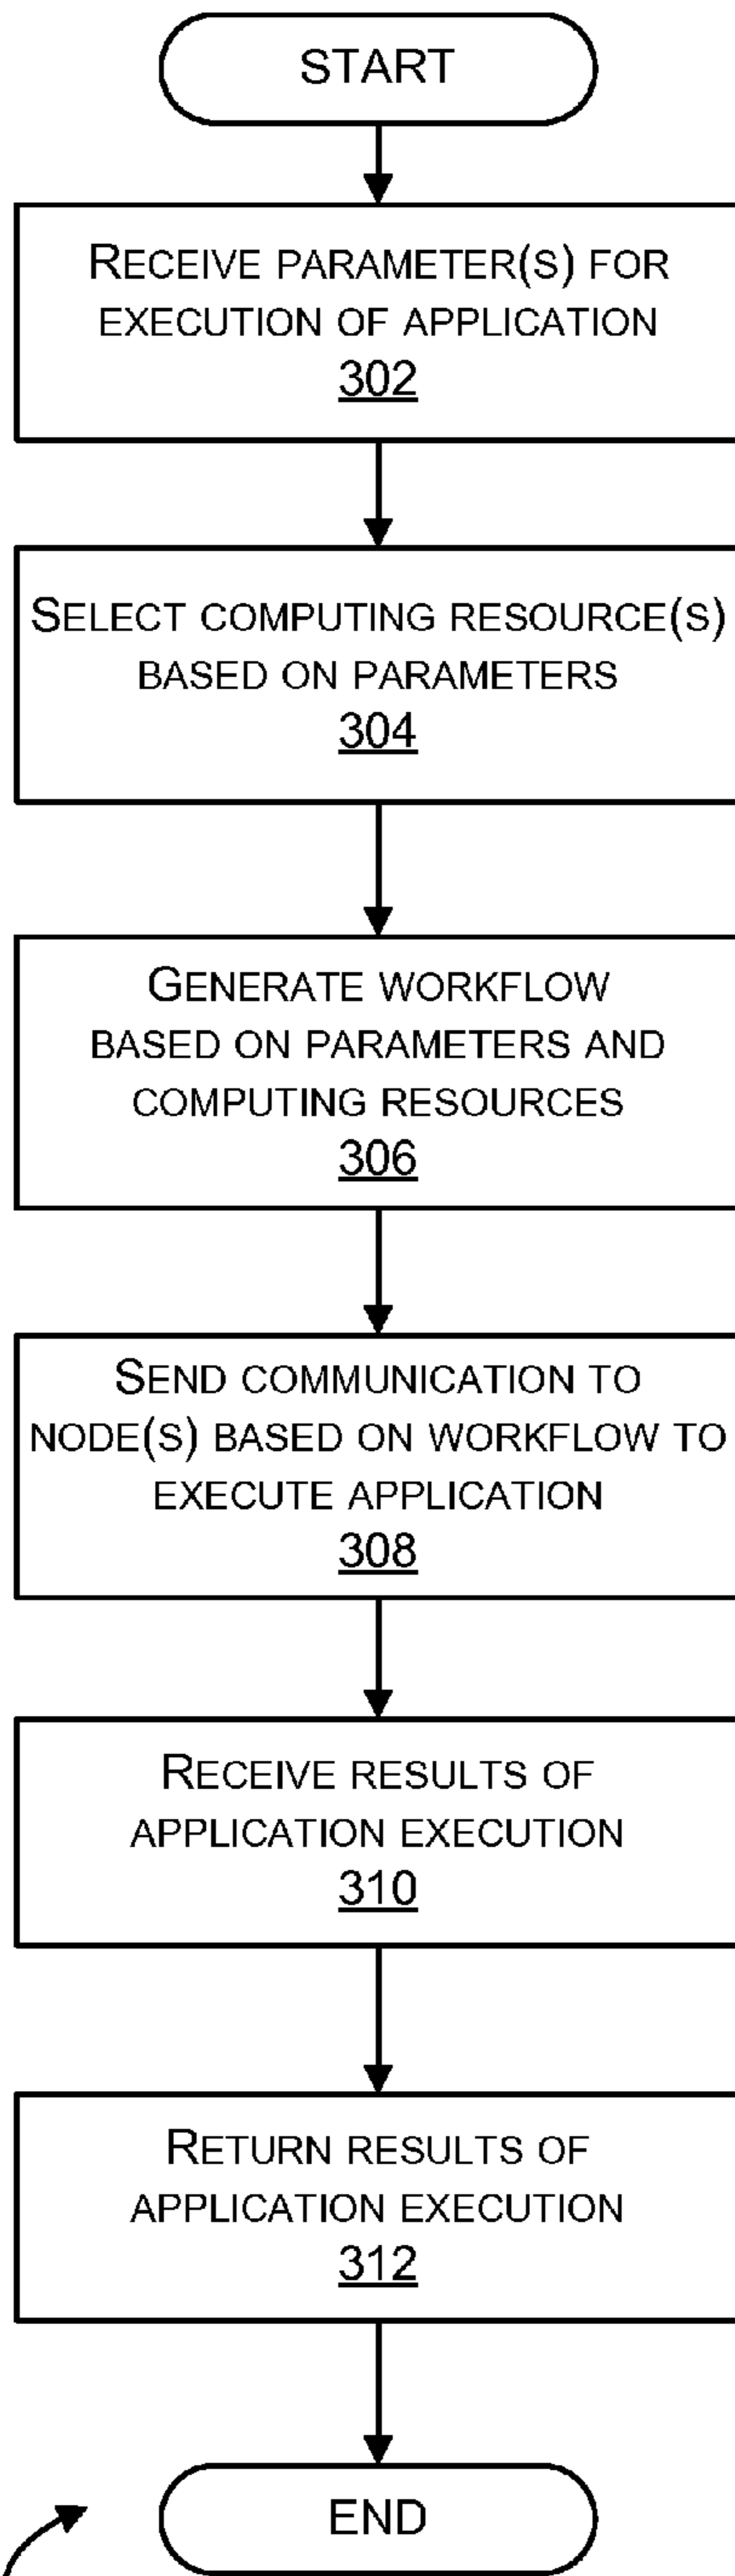 START
RECEIVE PARAMETER(S) FOR
EXECUTION OF APPLICATION
302
SELECT COMPUTING RESOURCE(S)
BASED ON PARAMETERS
304
GENERATE WORKFLOW
BASED ON PARAMETERS AND
COMPUTING RESOURCES
306
SEND COMMUNICATION TO
NODE(S) BASED ON WORKFLOW TO
EXECUTE APPLICATION
308
RECEIVE RESULTS OF
APPLICATION EXECUTION
310
RETURN RESULTS OF
APPLICATION EXECUTION
312
END